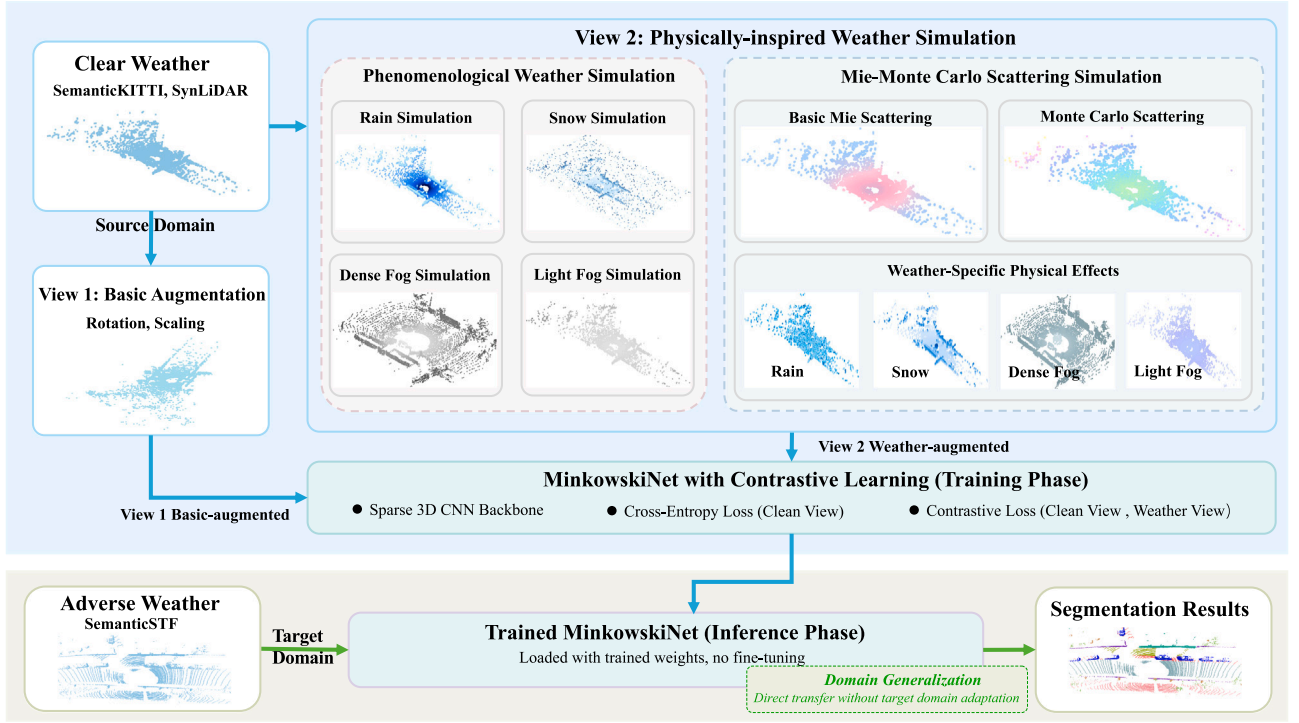 Clear Weather
SemanticKITTI, SynLiDAR
Source Domain
View 1: Basic Augmentation
Rotation, Scaling
View 1 Basic-augmented
View 2: Physically-inspired Weather Simulation
Phenomenological Weather Simulation
Rain Simulation
Snow Simulation
Dense Fog Simulation
Light Fog Simulation
Mie-Monte Carlo Scattering Simulation
Basic Mie Scattering
Monte Carlo Scattering
Weather-Specific Physical Effects
Rain
Snow
Dense Fog
Light Fog
View 2 Weather-augmented
MinkowskiNet with Contrastive Learning (Training Phase)
● Sparse 3D CNN Backbone
● Cross-Entropy Loss (Clean View)
● Contrastive Loss (Clean View , Weather View)
Adverse Weather
SemanticSTF
Target
Domain
Trained MinkowskiNet (Inference Phase)
Loaded with trained weights, no fine-tuning
Domain Generalization
Direct transfer without target domain adaptation
Segmentation Results